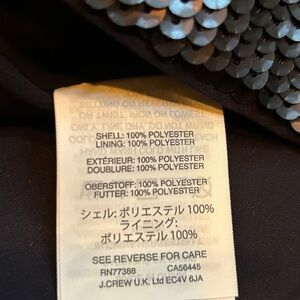 SHELL: 100% POLYESTER
LINING: 100% POLYESTER
EXTÉRIEUR: 100% POLYESTER
DOUBLURE: 100% POLYESTER
OBERSTOFF: 100% POLYESTER
FUTTER: 100% POLYESTER
シェル: ポリエステル 100%
ライニング:
ポリエステル 100%
SEE REVERSE FOR CARE
RN77388 CA56445
J.CREW U.K. Ltd EC4V 6JA